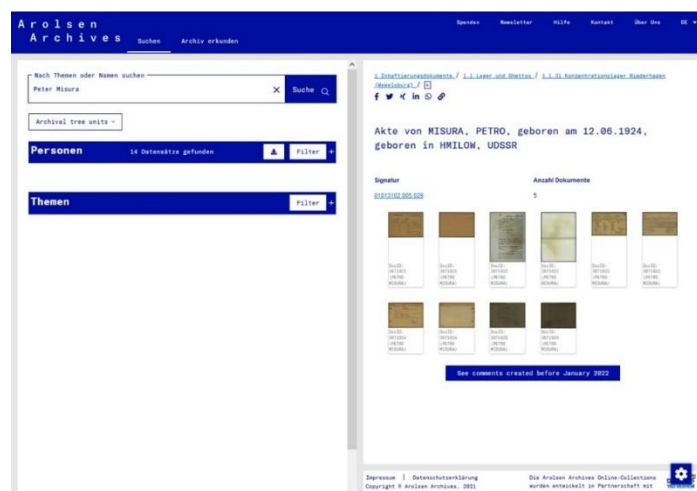 Arolsen
Archives
Suchen
Archiv erkunden
Spenden
Newsletter
Hilfe
Kontakt
Über Uns
DE
Nach Themen oder Namen suchen
Peter Misura
Suche
Archival tree units
Personen
14 Datensätze gefunden
Filter +
Themen
Filter +
1 Inhaftierungsdokumente / 1.1 Lager und Ghettos / 1.1.31 Konzentrationslager Niederhagen
(Wewelsburg) /
Akte von MISURA, PETRO, geboren am 12.06.1924,
geboren in HMILOW, UDSSR
Signatur
Anzahl Dokumente
5
See comments created before January 2022
Impressum | Datenschutzerklärung
Copyright © Arolsen Archives, 2021
Die Arolsen Archives Online-Collections
wurden entwickelt in Partnerschaft mit